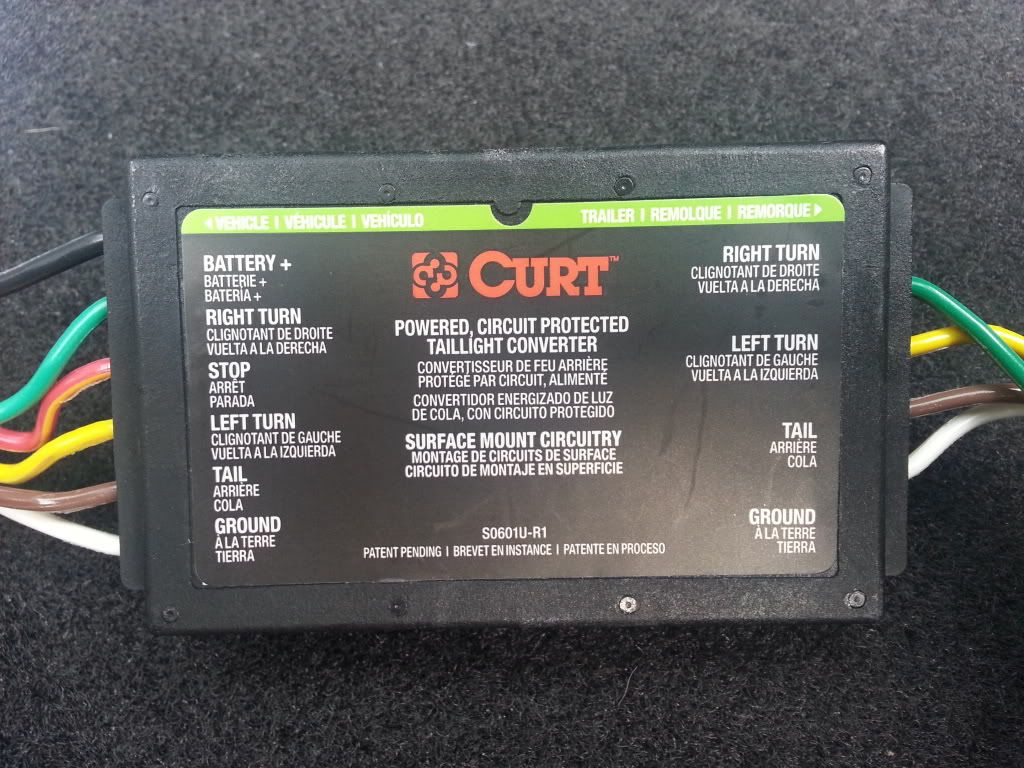 ◀ VEHICLE | VÉHICULE | VEHÍCULO
TRAILER | REMOLQUE | REMORQUE ▶
BATTERY +
BATTERIE +
BATERÍA +
RIGHT TURN
CLIGNOTANT DE DROITE
VUELTA A LA DERECHA
STOP
ARRÊT
PARADA
LEFT TURN
CLIGNOTANT DE GAUCHE
VUELTA A LA IZQUIERDA
TAIL
ARRIÈRE
COLA
GROUND
À LA TERRE
TIERRA
CURT™
POWERED, CIRCUIT PROTECTED
TAILLIGHT CONVERTER
CONVERTISSEUR DE FEU ARRIÈRE
PROTÉGÉ PAR CIRCUIT, ALIMENTÉ
CONVERTIDOR ENERGIZADO DE LUZ
DE COLA, CON CIRCUITO PROTEGIDO
SURFACE MOUNT CIRCUITRY
MONTAGE DE CIRCUITS DE SURFACE
CIRCUITO DE MONTAJE EN SUPERFICIE
S0601U-R1
PATENT PENDING | BREVET EN INSTANCE | PATENTE EN PROCESO
RIGHT TURN
CLIGNOTANT DE DROITE
VUELTA A LA DERECHA
LEFT TURN
CLIGNOTANT DE GAUCHE
VUELTA A LA IZQUIERDA
TAIL
ARRIÈRE
COLA
GROUND
À LA TERRE
TIERRA